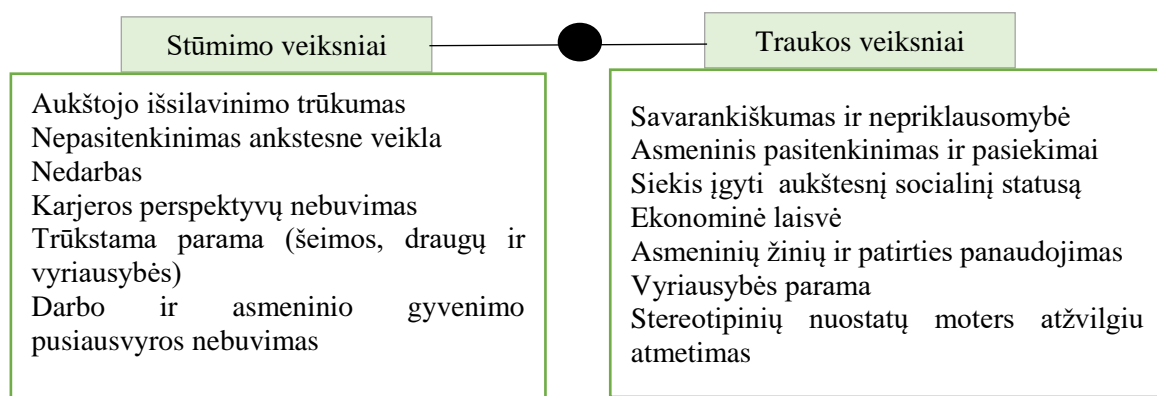 Stūmimo veiksniai
Aukštojo išsilavinimo trūkumas
Nepasitenkinimas ankstesne veikla
Nedarbas
Karjeros perspektyvų nebuvimas
Trūkstama parama (šeimos, draugų ir
vyriausybės)
Darbo ir asmeninio gyvenimo
pusiausvyros nebuvimas
Traukos veiksniai
Savarankiškumas ir nepriklausomybė
Asmeninis pasitenkinimas ir pasiekimai
Siekis įgyti aukštesnį socialinį statusą
Ekonominė laisvė
Asmeninių žinių ir patirties panaudojimas
Vyriausybės parama
Stereotipinių nuostatų moters atžvilgiu
atmetimas